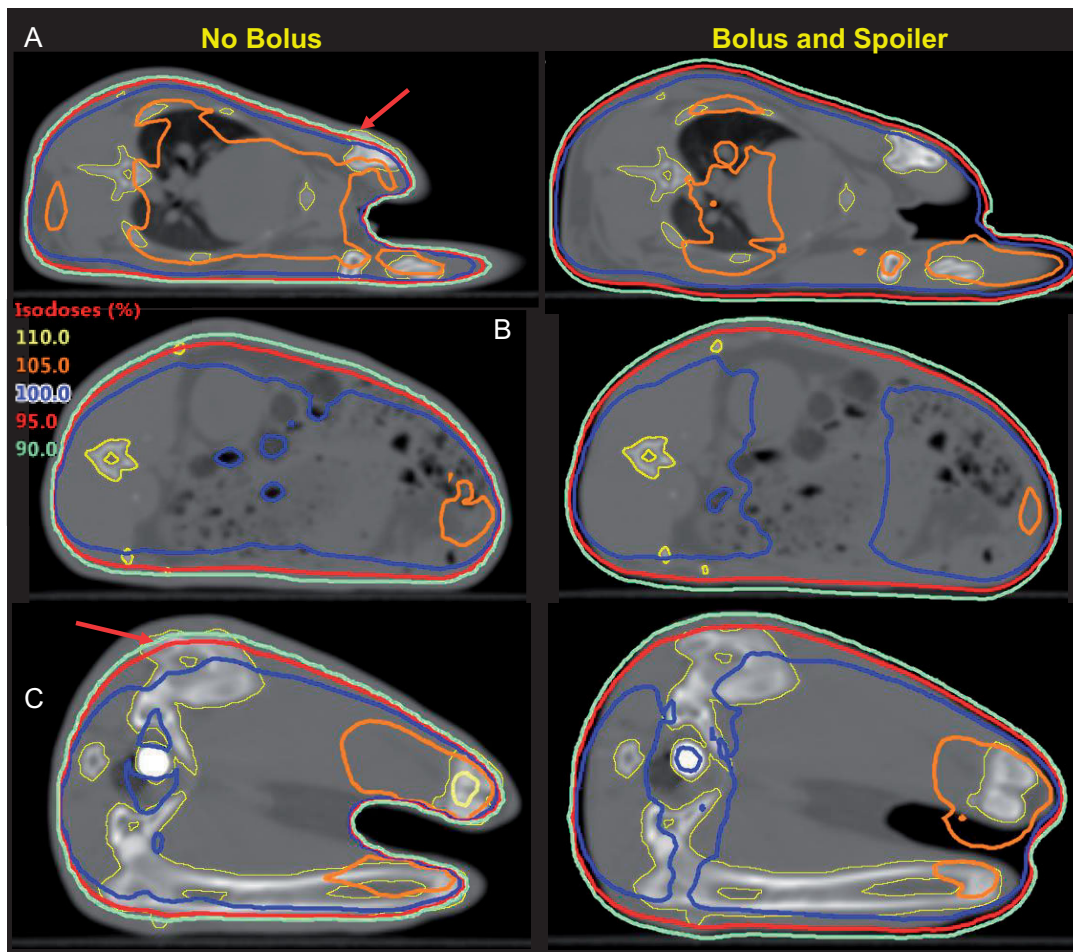 A
No Bolus
Bolus and Spoiler
Isodoses (%)
110.0
105.0
100.0
95.0
90.0
B
C